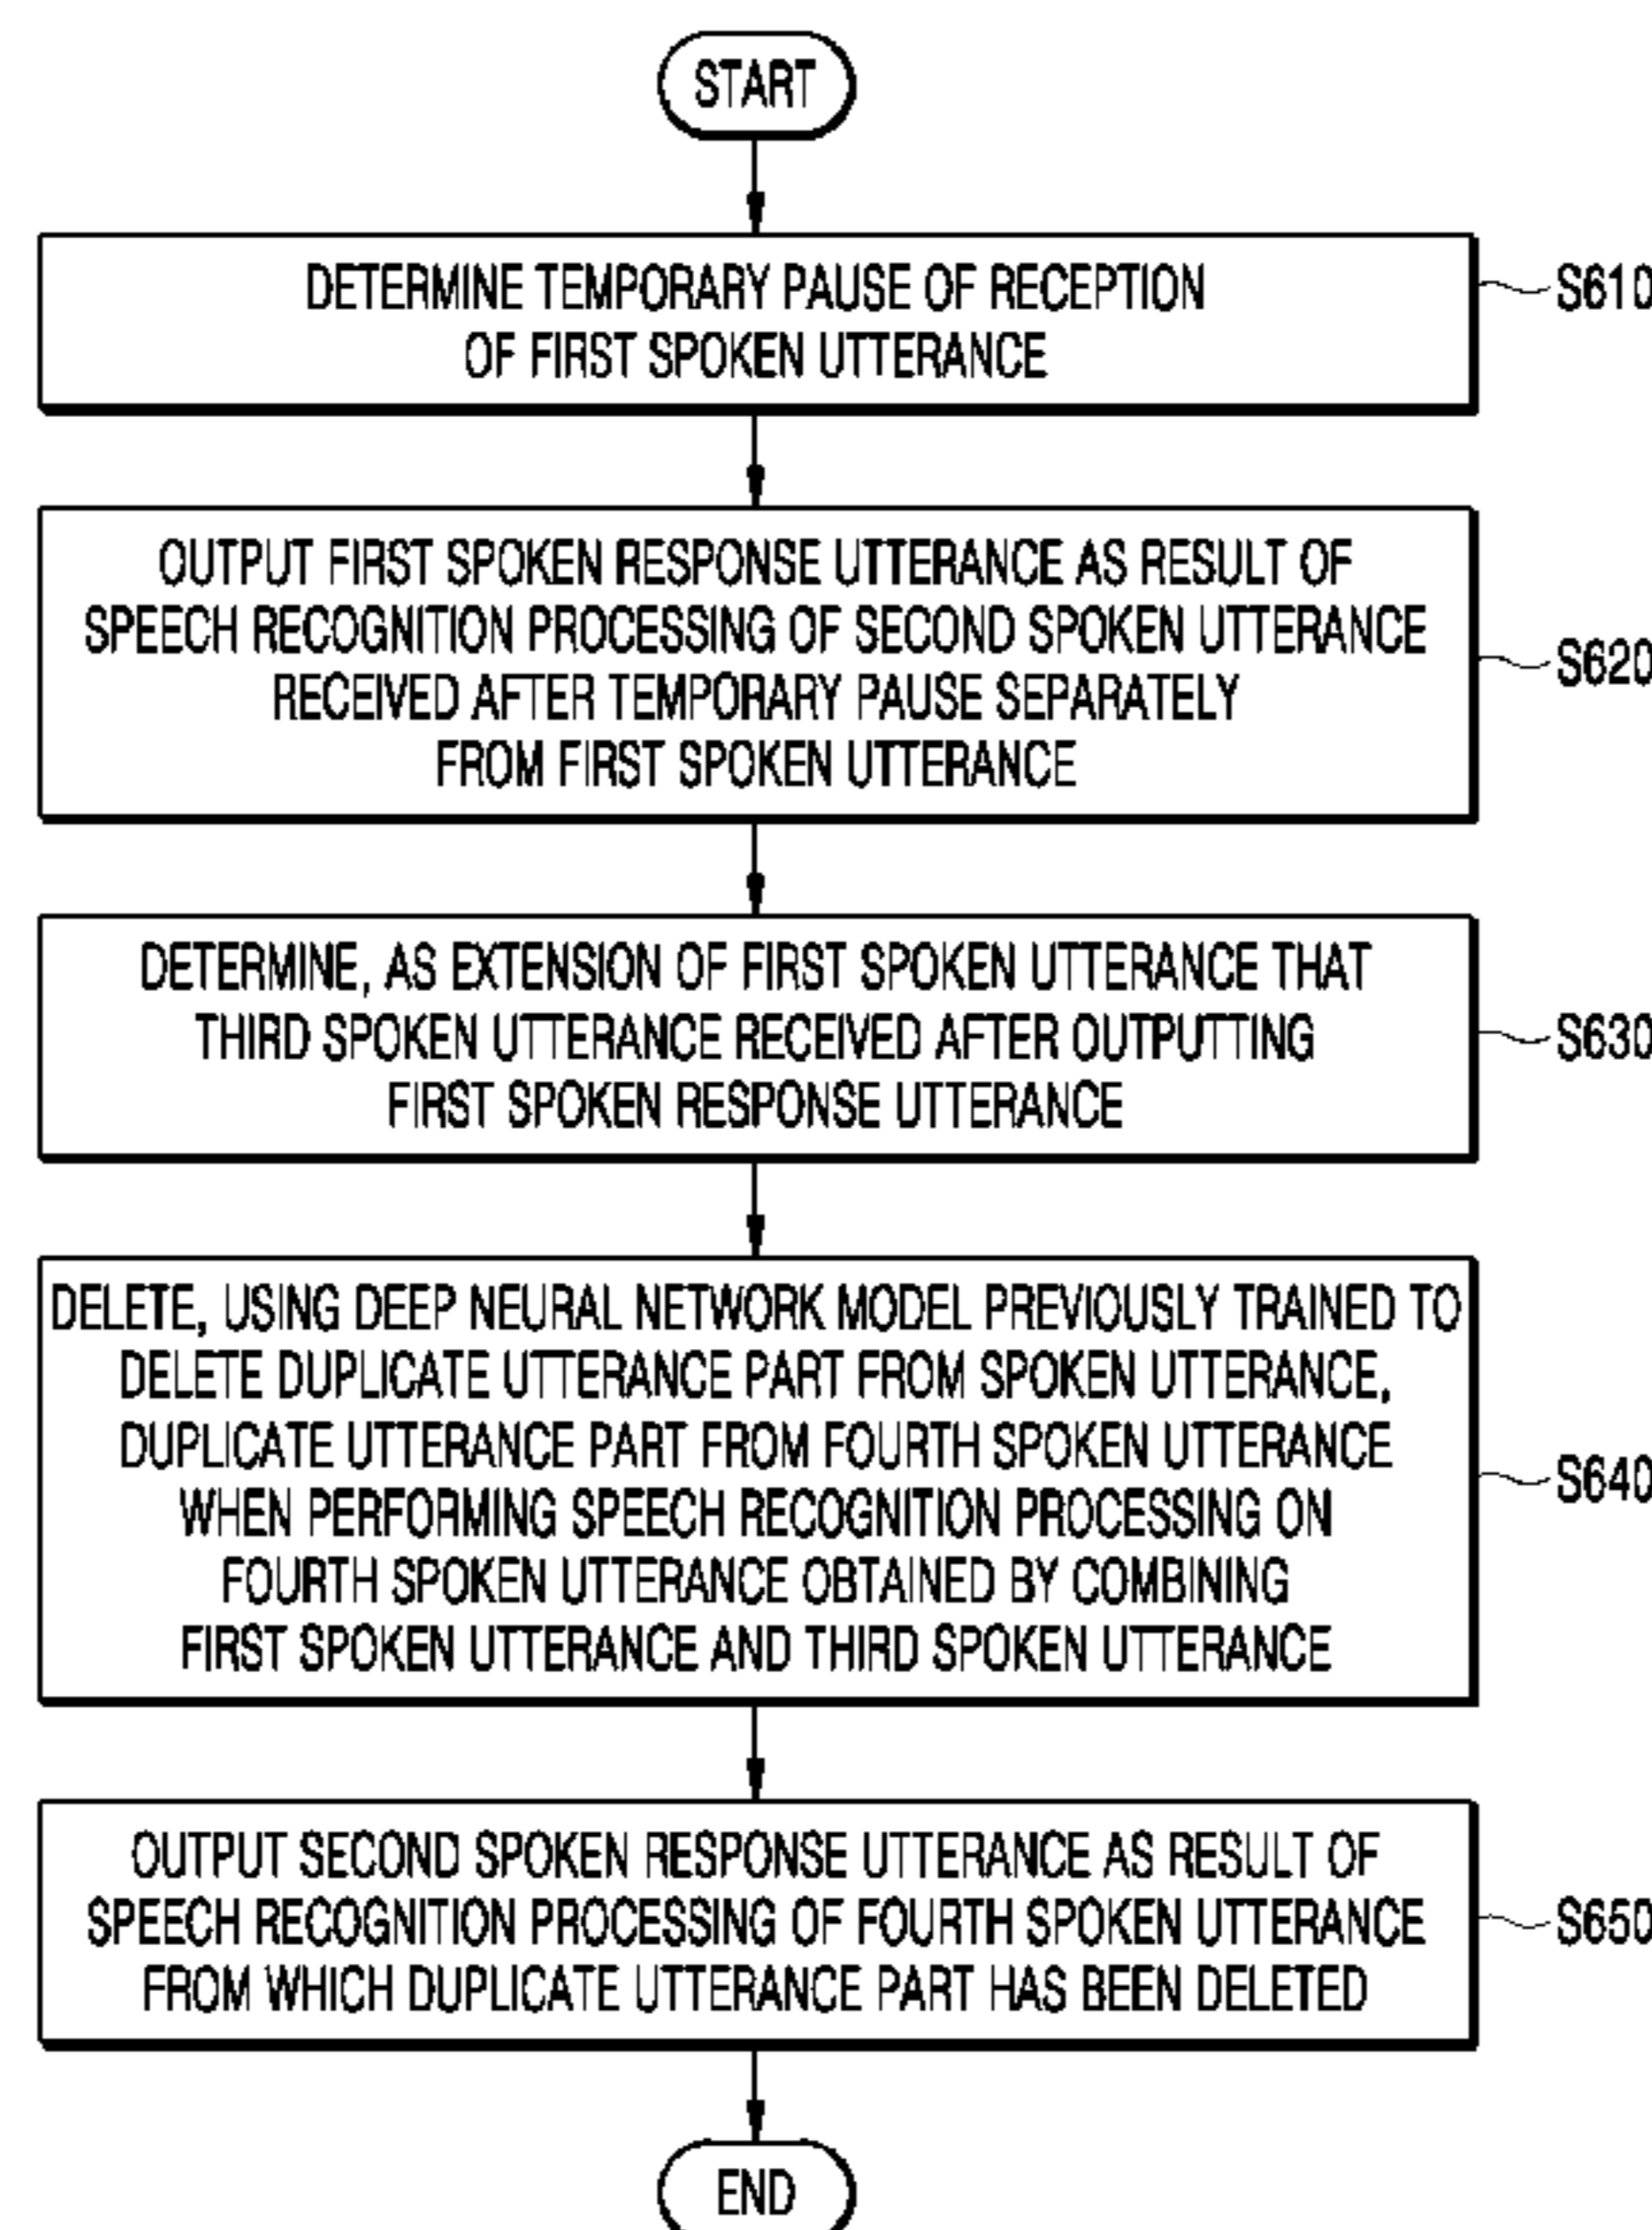 START
DETERMINE TEMPORARY PAUSE OF RECEPTION
OF FIRST SPOKEN UTTERANCE
S610
OUTPUT FIRST SPOKEN RESPONSE UTTERANCE AS RESULT OF
SPEECH RECOGNITION PROCESSING OF SECOND SPOKEN UTTERANCE
RECEIVED AFTER TEMPORARY PAUSE SEPARATELY
FROM FIRST SPOKEN UTTERANCE
S620
DETERMINE, AS EXTENSION OF FIRST SPOKEN UTTERANCE THAT
THIRD SPOKEN UTTERANCE RECEIVED AFTER OUTPUTTING
FIRST SPOKEN RESPONSE UTTERANCE
S630
DELETE, USING DEEP NEURAL NETWORK MODEL PREVIOUSLY TRAINED TO
DELETE DUPLICATE UTTERANCE PART FROM SPOKEN UTTERANCE,
DUPLICATE UTTERANCE PART FROM FOURTH SPOKEN UTTERANCE
WHEN PERFORMING SPEECH RECOGNITION PROCESSING ON
FOURTH SPOKEN UTTERANCE OBTAINED BY COMBINING
FIRST SPOKEN UTTERANCE AND THIRD SPOKEN UTTERANCE
S640
OUTPUT SECOND SPOKEN RESPONSE UTTERANCE AS RESULT OF
SPEECH RECOGNITION PROCESSING OF FOURTH SPOKEN UTTERANCE
FROM WHICH DUPLICATE UTTERANCE PART HAS BEEN DELETED
S650
END